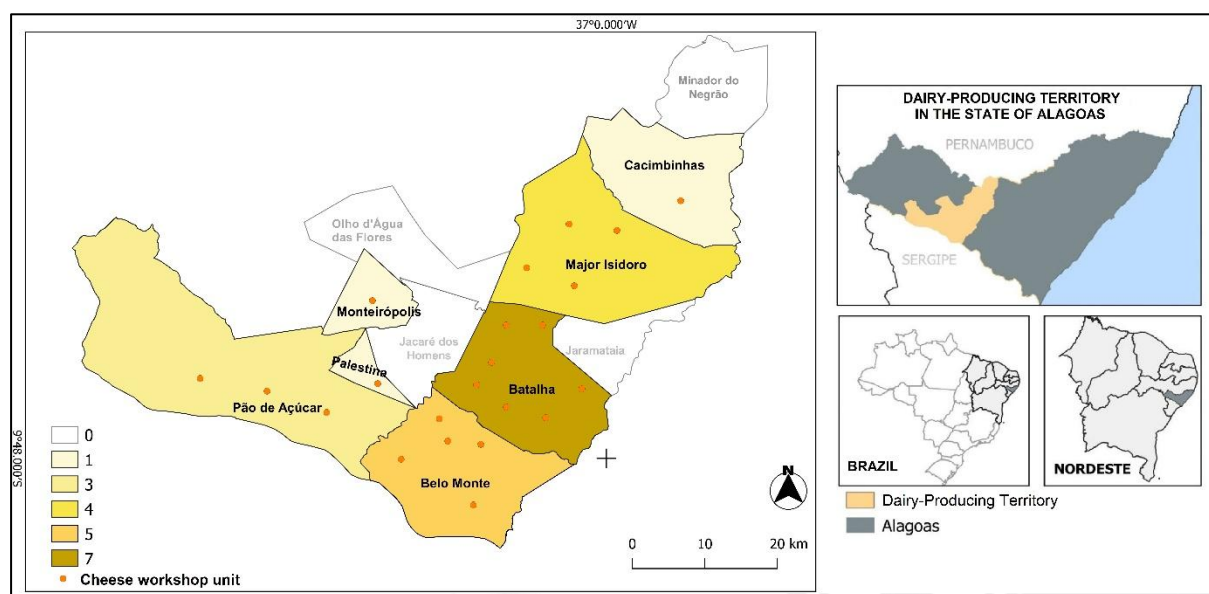 37°0.000'W
Minador do
Negrão
Cacimbinhas
Olho d'Água
das Flores
Major Isidoro
Monteirópolis
Jacaré dos
Homens
Jaramataia
Palestina
Batalha
Pão de Açúcar
Belo Monte
9°48.000'S
0
1
3
4
5
7
Cheese workshop unit
N
0 10 20 km
DAIRY-PRODUCING TERRITORY
IN THE STATE OF ALAGOAS
PERNAMBUCO
SERGIPE
BRAZIL
NORDESTE
Dairy-Producing Territory
Alagoas